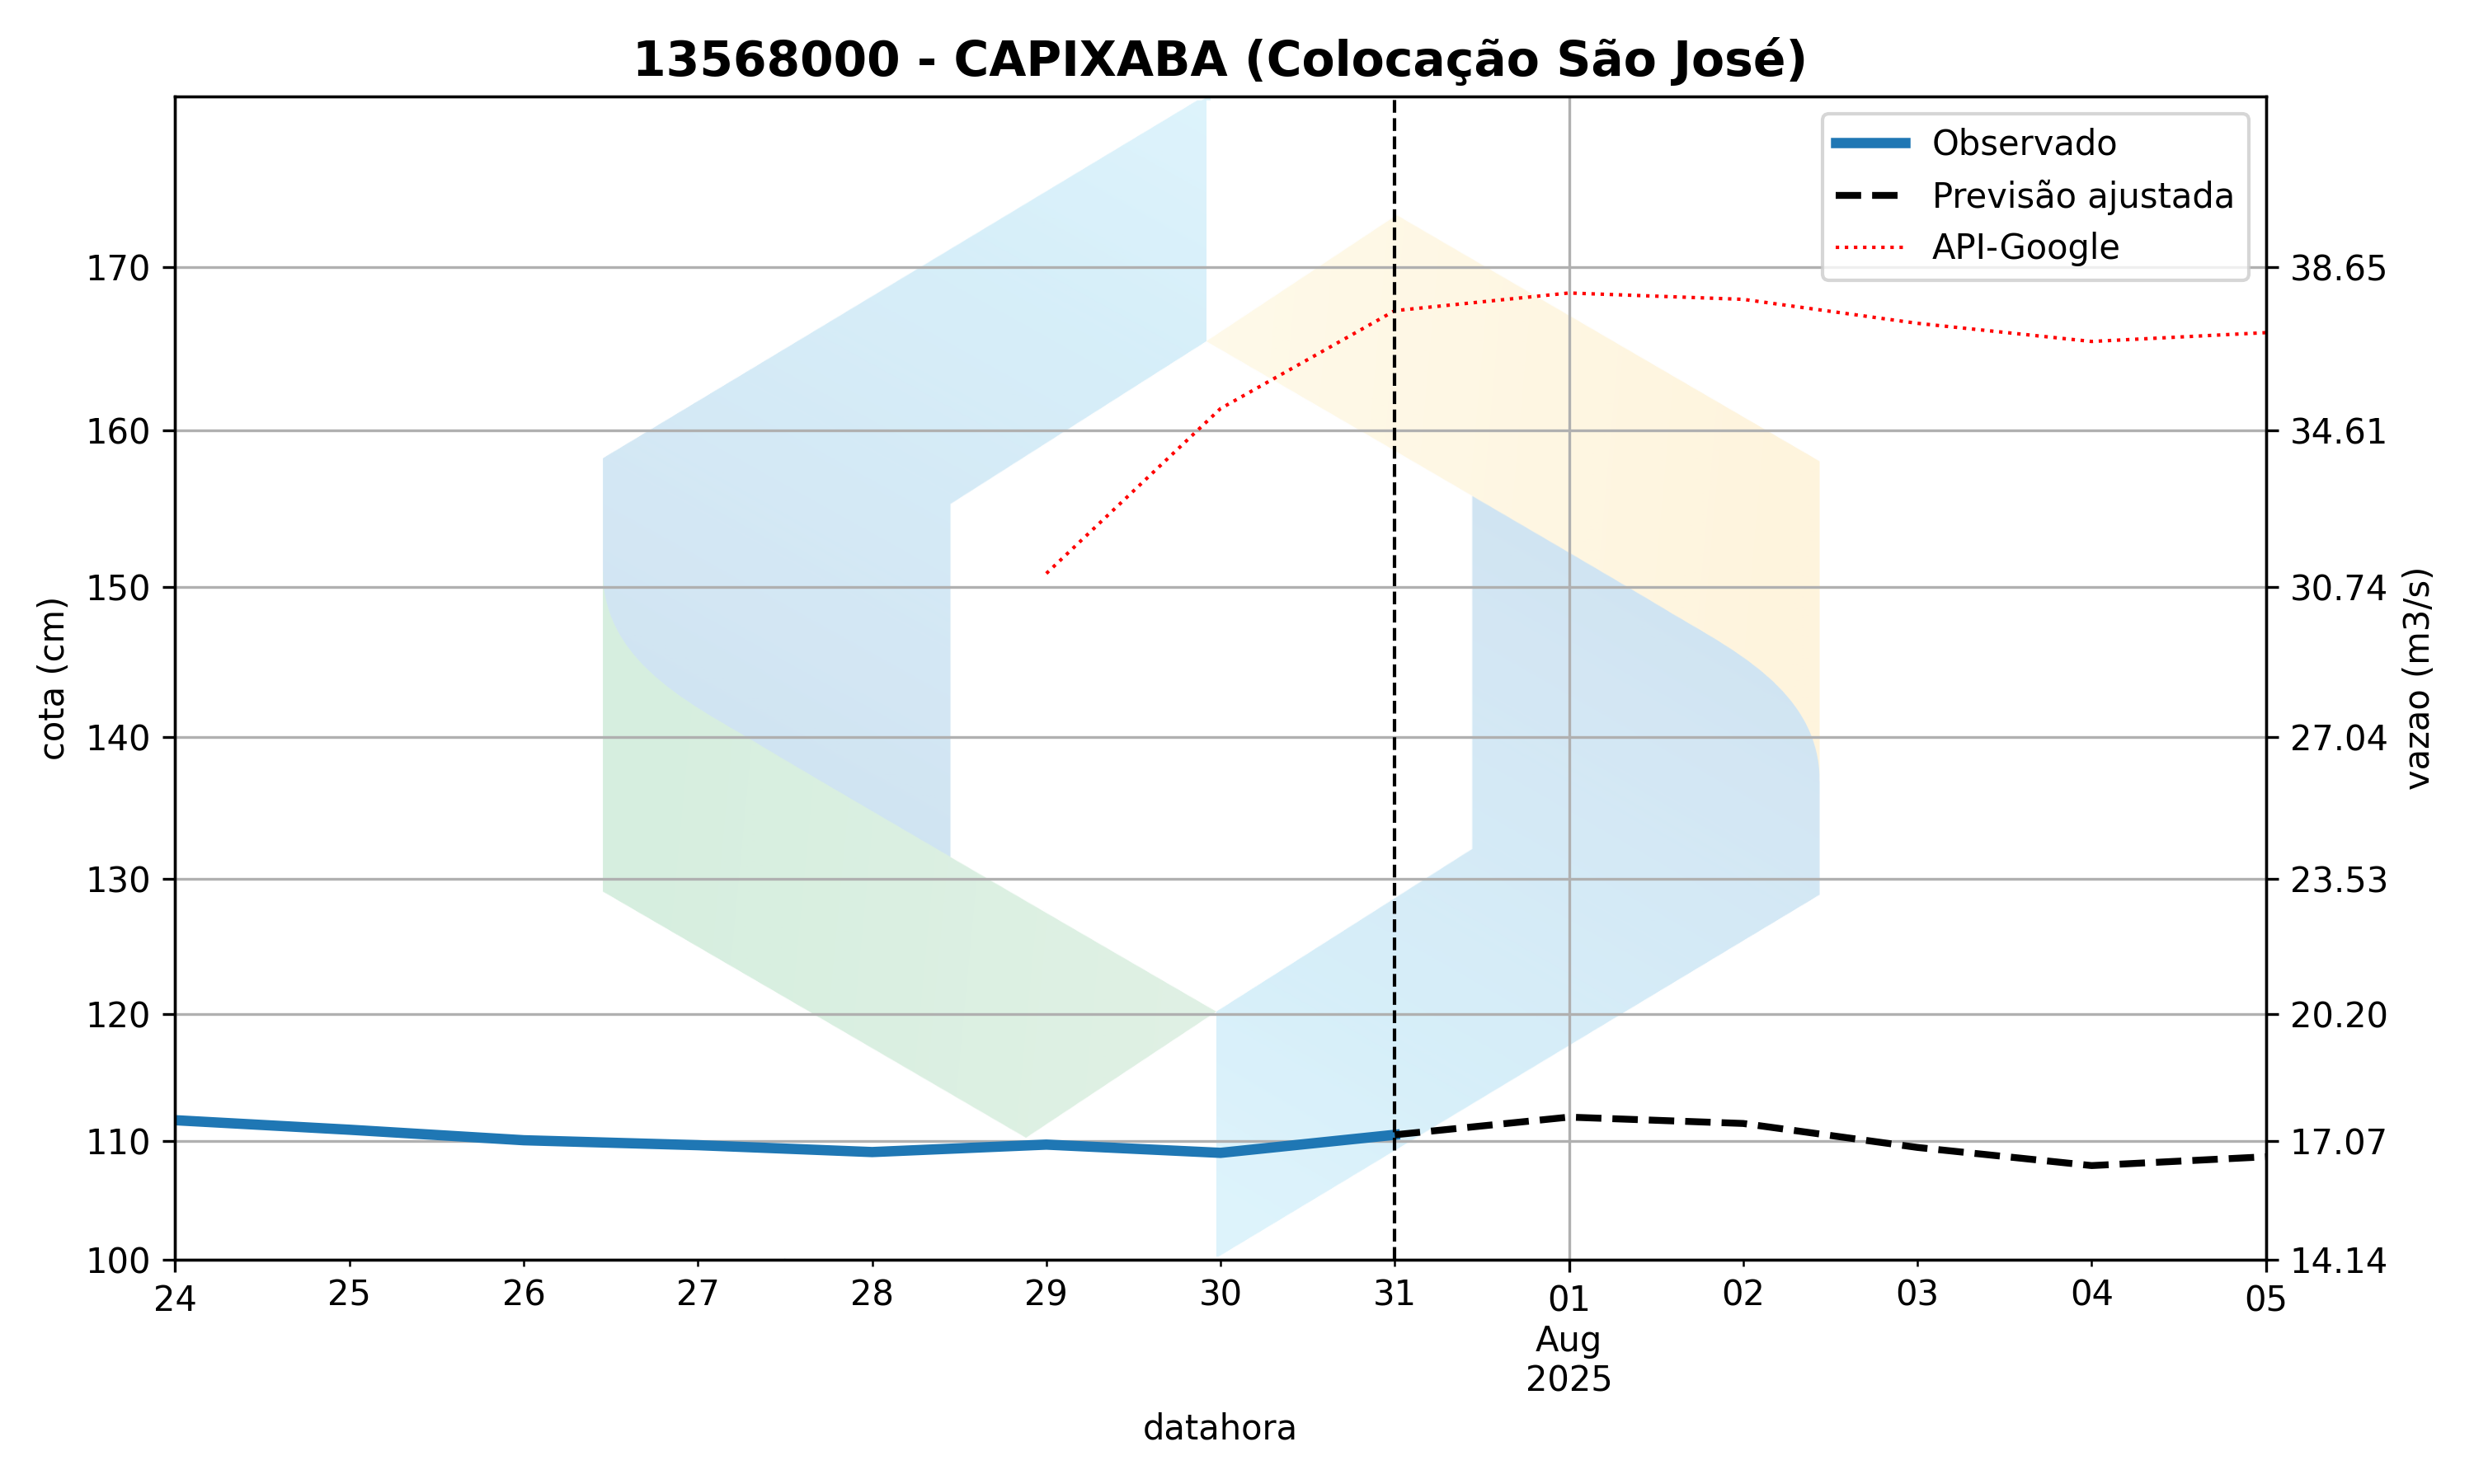 13568000 - CAPIXABA (Colocação São José)
Observado
Previsão ajustada
API-Google
170
160
150
140
130
120
110
100
cota (cm)
38.65
34.61
30.74
27.04
23.53
20.20
17.07
14.14
vazao (m3/s)
24 25 26 27 28 29 30 31 01 02 03 04 05
Aug
2025
datahora